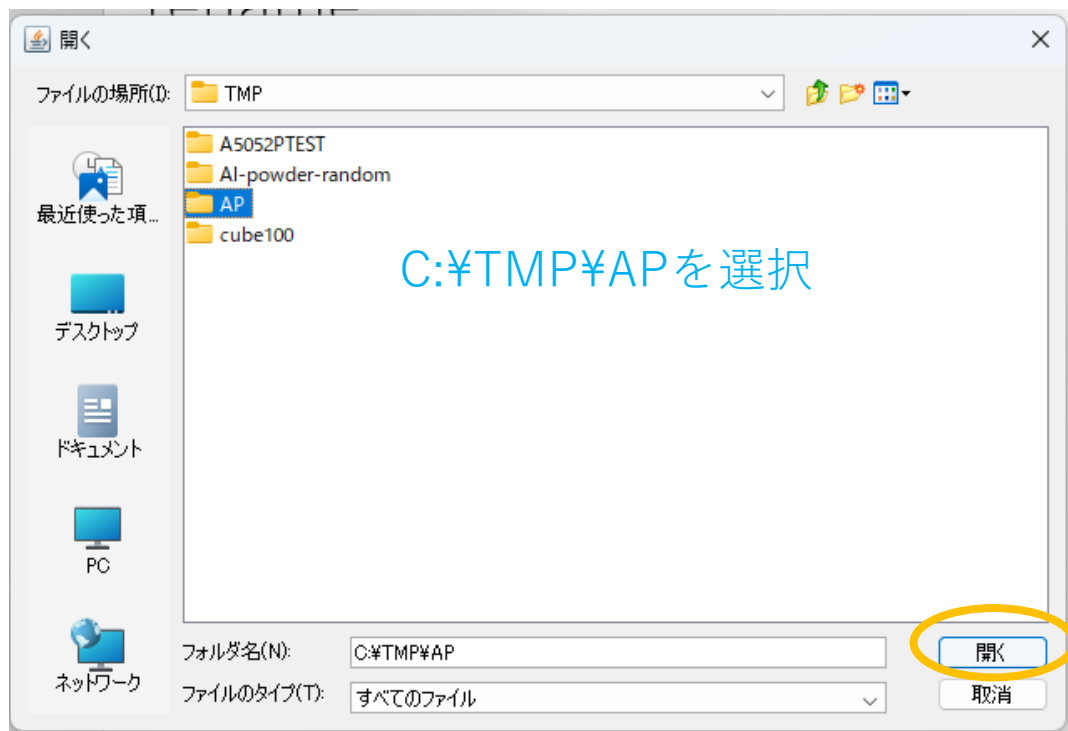 開く
ファイルの場所(I):
TMP
A5052PTEST
Al-powder-random
AP
cube100
C:¥TMP¥APを選択
最近使った項...
デスクトップ
ドキュメント
PC
ネットワーク
フォルダ名(N):
C:¥TMP¥AP
開く
ファイルのタイプ(T):
すべてのファイル
取消